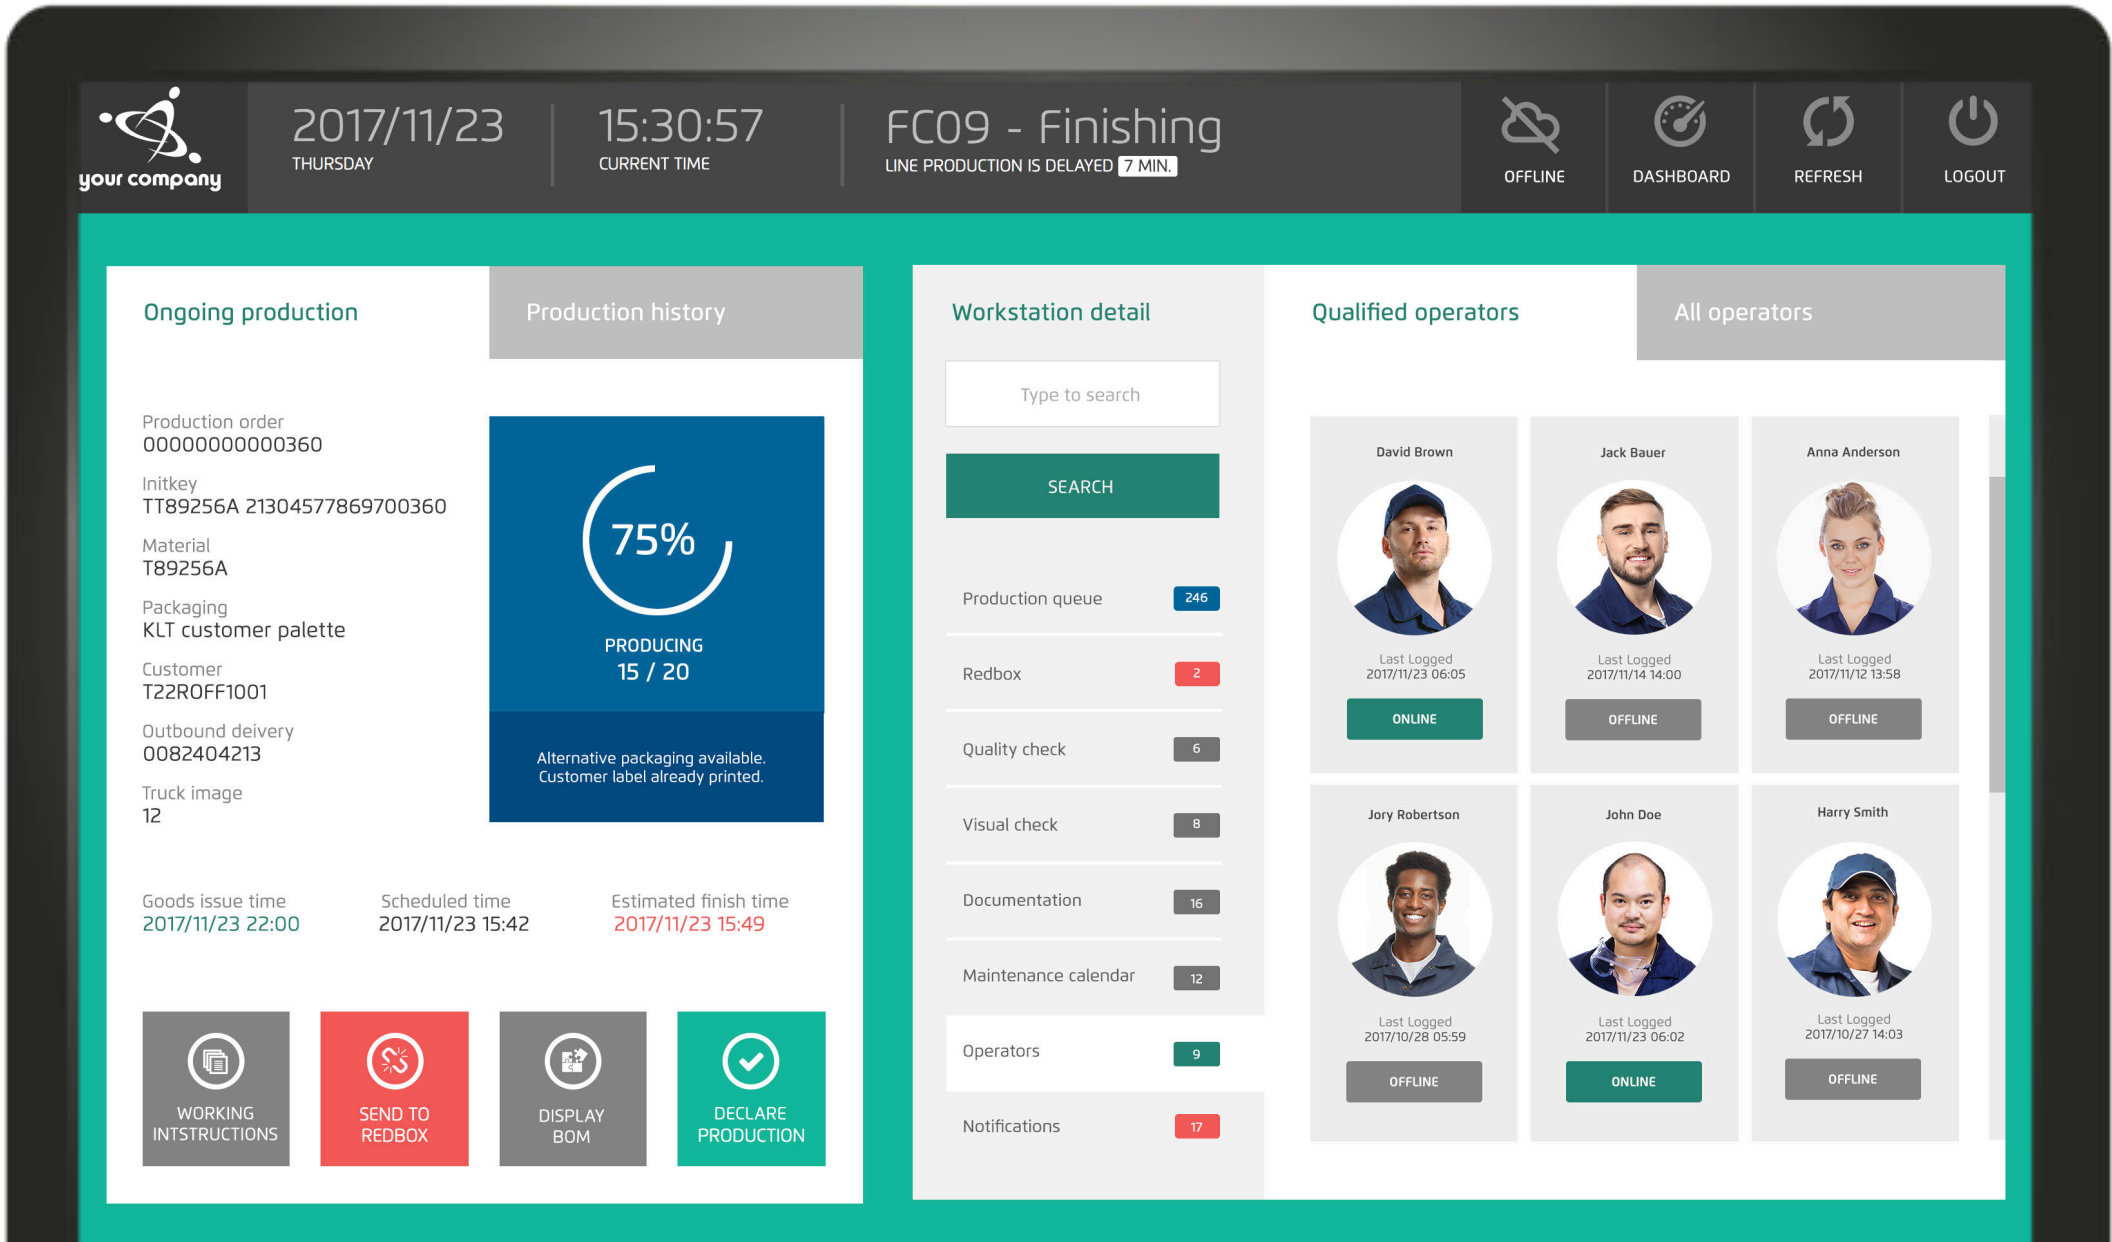 your company
2017/11/23
THURSDAY
15:30:57
CURRENT TIME
FC09 - Finishing
LINE PRODUCTION IS DELAYED 7 MIN.
OFFLINE
DASHBOARD
REFRESH
LOGOUT
Ongoing production
Production history
Production order
00000000000360
Initkey
TT89256A 21304577869700360
Material
T89256A
Packaging
KLT customer palette
Customer
T22ROFF1001
Outbound deivery
0082404213
Truck image
12
75%
PRODUCING
15 / 20
Alternative packaging available.
Customer label already printed.
Goods issue time
2017/11/23 22:00
Scheduled time
2017/11/23 15:42
Estimated finish time
2017/11/23 15:49
WORKING
INTSTRUCTIONS
SEND TO
REDBOX
DISPLAY
BOM
DECLARE
PRODUCTION
Workstation detail
Type to search
SEARCH
Production queue 246
Redbox 2
Quality check 6
Visual check 8
Documentation 16
Maintenance calendar 12
Operators 9
Notifications 17
Qualified operators
All operators
David Brown
Last Logged
2017/11/23 06:05
ONLINE
Jack Bauer
Last Logged
2017/11/14 14:00
OFFLINE
Anna Anderson
Last Logged
2017/11/12 13:58
OFFLINE
Jory Robertson
Last Logged
2017/10/28 05:59
OFFLINE
John Doe
Last Logged
2017/11/23 06:02
ONLINE
Harry Smith
Last Logged
2017/10/27 14:03
OFFLINE